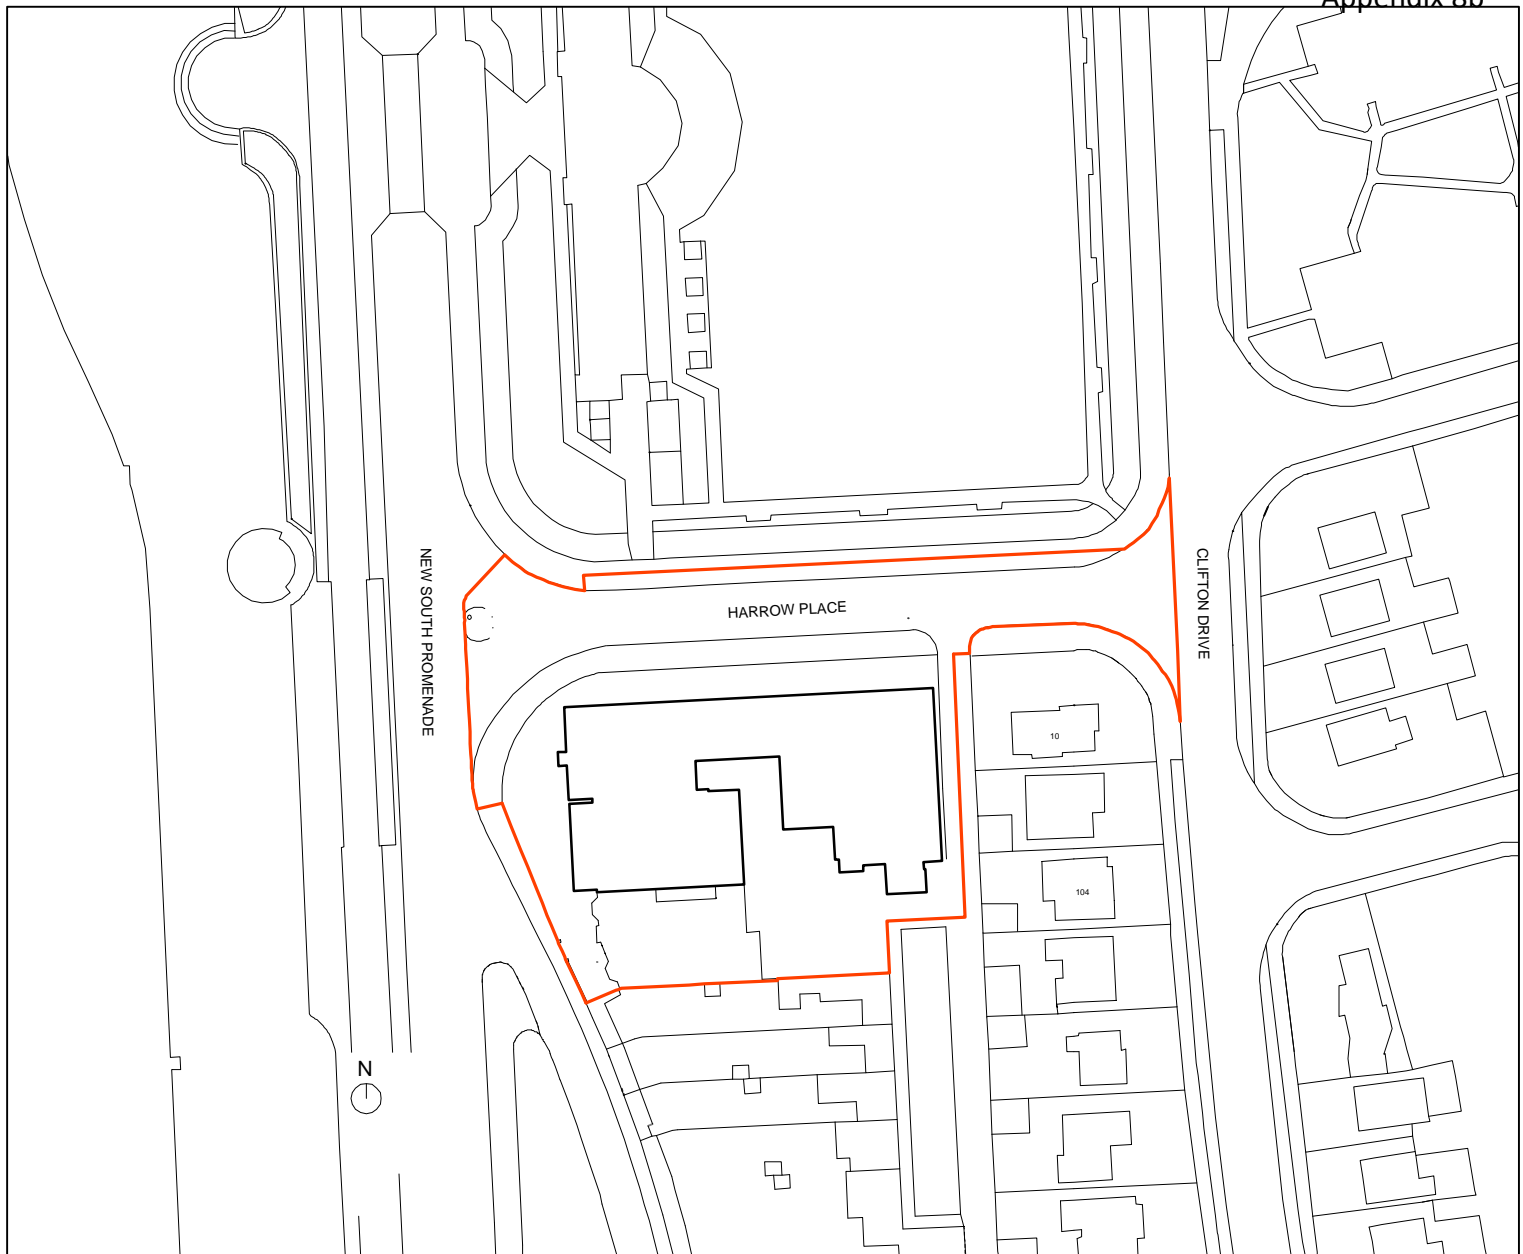 Appendix 8b
NEW SOUTH PROMENADE
HARROW PLACE
CLIFTON DRIVE
10
104
N